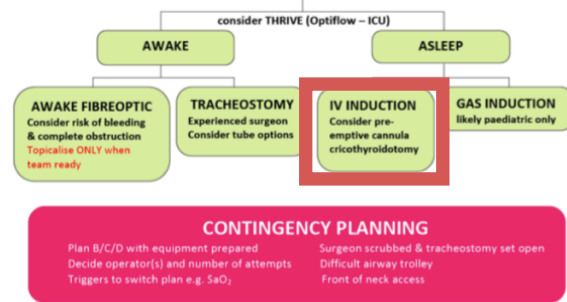 consider THRIVE (Optiflow – ICU)
AWAKE
ASLEEP
AWAKE FIBREOPTIC
Consider risk of bleeding
& complete obstruction
Topicalise ONLY when
team ready
TRACHEOSTOMY
Experienced surgeon
Consider tube options
IV INDUCTION
Consider pre-
emptive cannula
cricothyroidotomy
GAS INDUCTION
likely paediatric only
CONTINGENCY PLANNING
Plan B/C/D with equipment prepared
Decide operator(s) and number of attempts
Triggers to switch plan e.g. SaO₂
Surgeon scrubbed & tracheostomy set open
Difficult airway trolley
Front of neck access